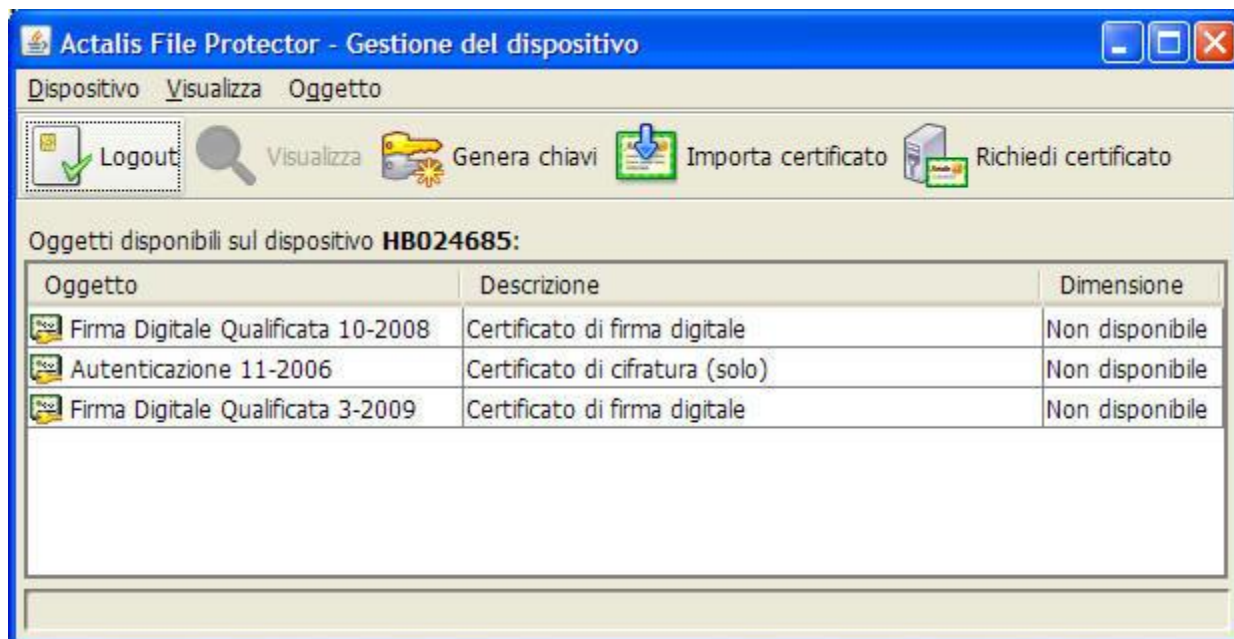 Actalis File Protector - Gestione del dispositivo
Dispositivo Visualizza Oggetto
Logout Visualizza Genera chiavi Importa certificato Richiedi certificato
Oggetti disponibili sul dispositivo HB024685:
Oggetto Descrizione Dimensione
Firma Digitale Qualificata 10-2008 Certificato di firma digitale Non disponibile
Autenticazione 11-2006 Certificato di cifratura (solo) Non disponibile
Firma Digitale Qualificata 3-2009 Certificato di firma digitale Non disponibile